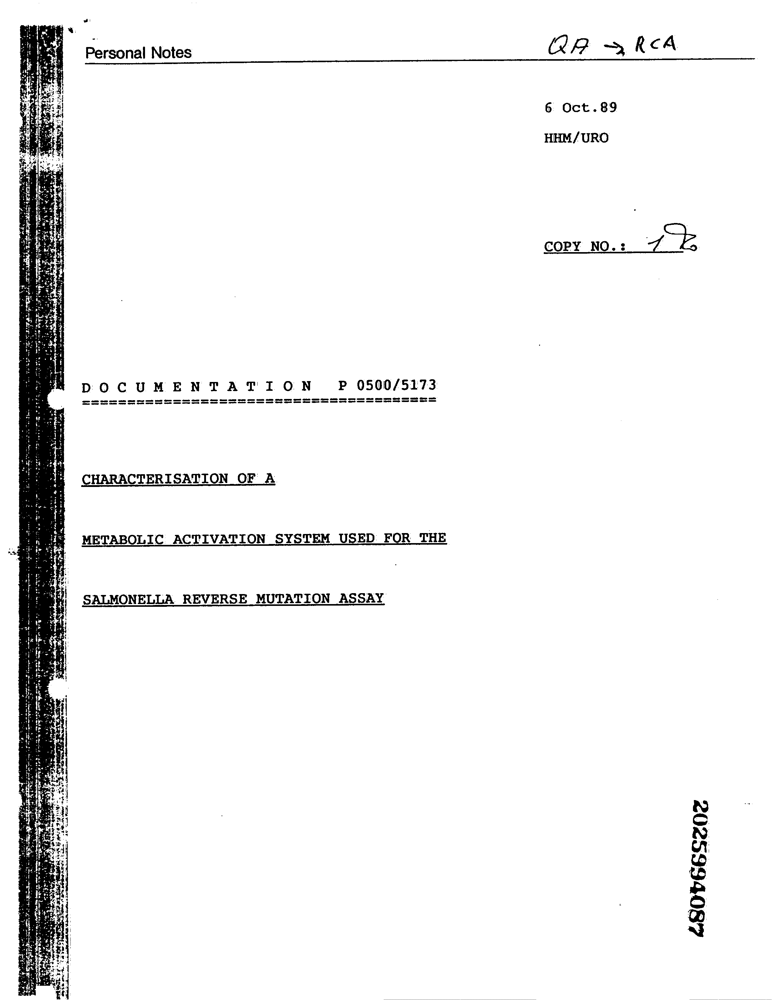 Personal Notes
QA → RCA
6 Oct.89
HHM/URO
COPY NO.: 1
D O C U M E N T A T I O N P 0500/5173
=======================================
CHARACTERISATION OF A
METABOLIC ACTIVATION SYSTEM USED FOR THE
SALMONELLA REVERSE MUTATION ASSAY
2025994087